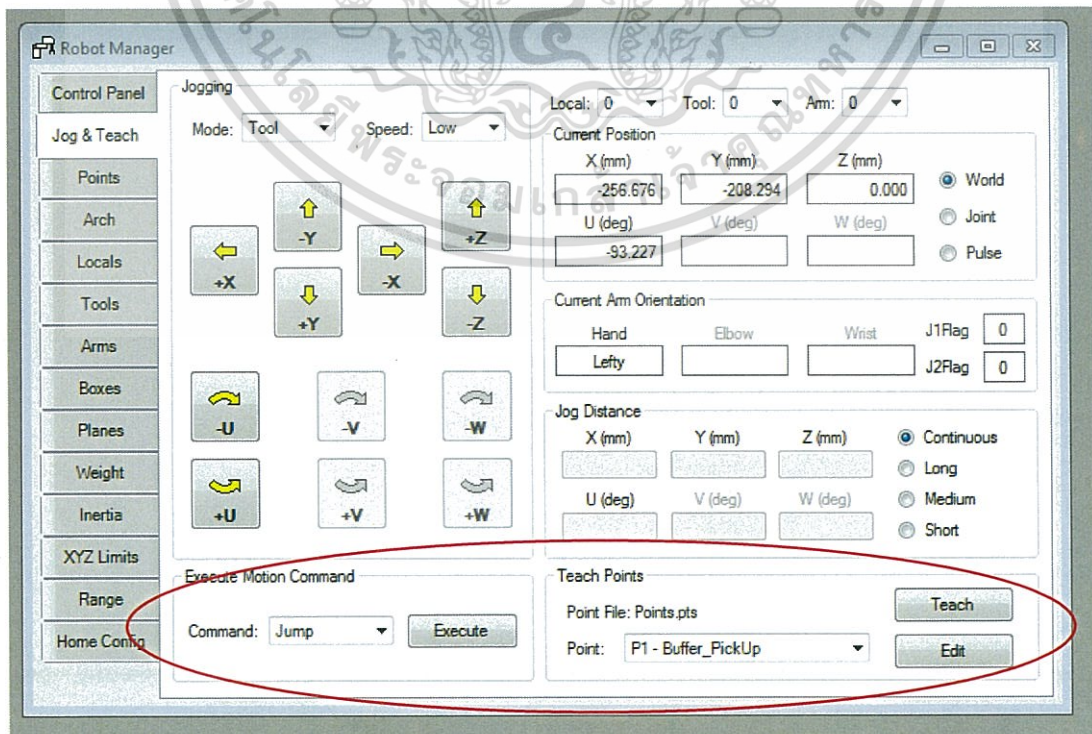 Robot Manager
Control Panel
Jog & Teach
Points
Arch
Locals
Tools
Arms
Boxes
Planes
Weight
Inertia
XYZ Limits
Range
Home Config
Jogging
Mode: Tool Speed: Low
-Y
+Z
+X
-X
+Y
-Z
-U
-V
-W
+U
+V
+W
Execute Motion Command
Command: Jump Execute
Local: 0 Tool: 0 Arm: 0
Current Position
X (mm) Y (mm) Z (mm)
-256.676 -208.294 0.000
U (deg) V (deg) W (deg)
-93.227
World
Joint
Pulse
Current Arm Orientation
Hand Elbow Wrist
Lefty
J1Flag 0
J2Flag 0
Jog Distance
X (mm) Y (mm) Z (mm)
U (deg) V (deg) W (deg)
Continuous
Long
Medium
Short
Teach Points
Point File: Points.pts
Point: P1 - Buffer_PickUp
Teach
Edit